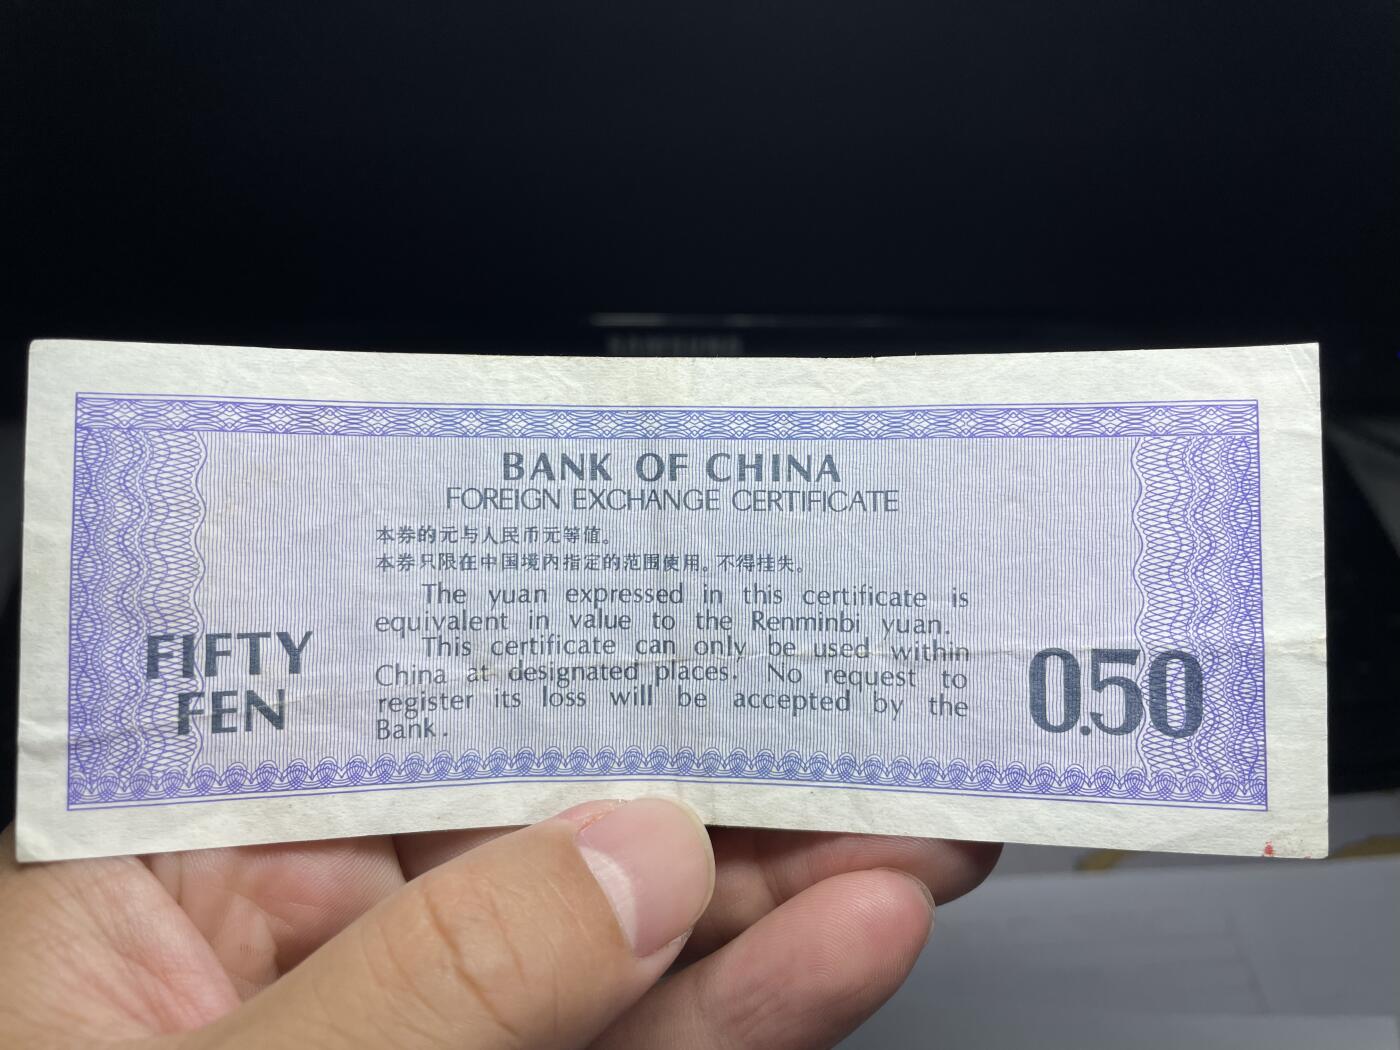 BANK OF CHINA
FOREIGN EXCHANGE CERTIFICATE
本券的元与人民币元等值。
本券只限在中国境内指定的范围使用。不得挂失。
The yuan expressed in this certificate is
equivalent in value to the Renminbi yuan.
This certificate can only be used within
China at designated places. No request to
register its loss will be accepted by the
Bank.
FIFTY
FEN
0.50
SAMSUNG